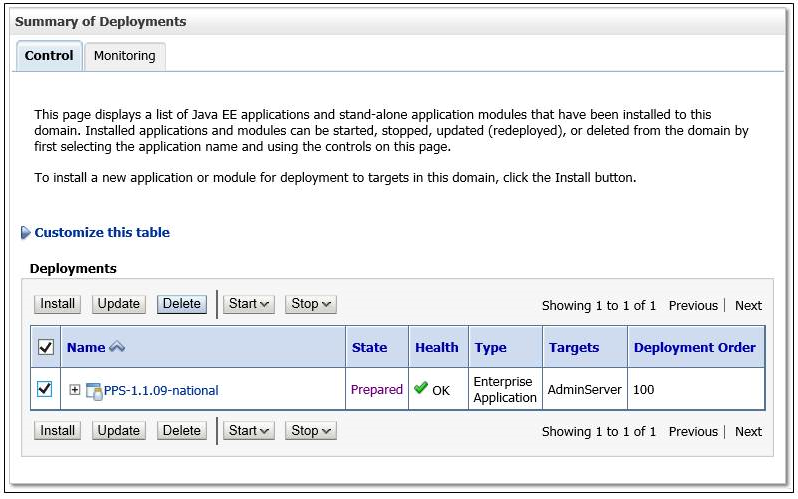 Summary of Deployments
Control Monitoring
This page displays a list of Java EE applications and stand-alone application modules that have been installed to this
domain. Installed applications and modules can be started, stopped, updated (redeployed), or deleted from the domain by
first selecting the application name and using the controls on this page.
To install a new application or module for deployment to targets in this domain, click the Install button.
Customize this table
Deployments
Install Update Delete Start Stop Showing 1 to 1 of 1 Previous | Next
Name State Health Type Targets Deployment Order
PPS-1.1.09-national Prepared OK Enterprise AdminServer 100
Application
Install Update Delete Start Stop Showing 1 to 1 of 1 Previous | Next